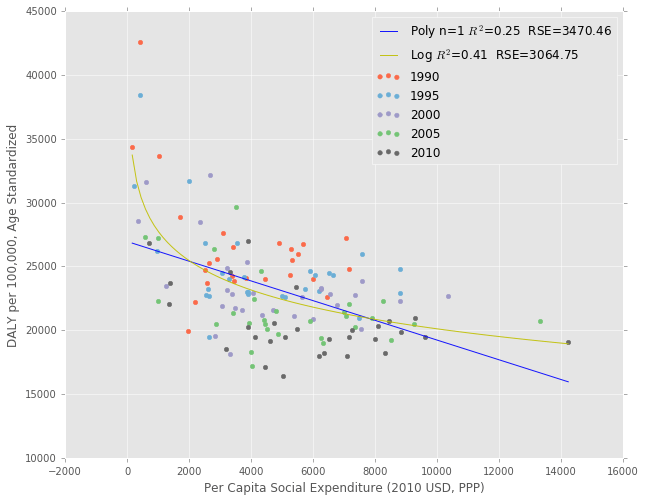 45000
40000
35000
30000
25000
20000
15000
10000
DALY per 100,000, Age Standardized
Poly n=1 R²=0.25 RSE=3470.46
Log R²=0.41 RSE=3064.75
1990
1995
2000
2005
2010
−2000 0 2000 4000 6000 8000 10000 12000 14000 16000
Per Capita Social Expenditure (2010 USD, PPP)